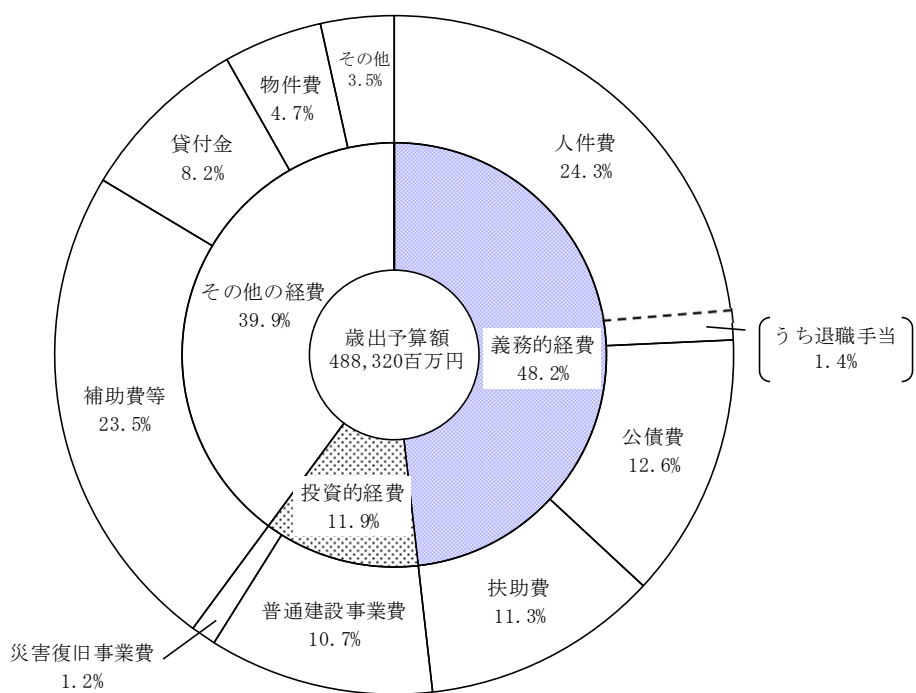 その他
3.5%
物件費
4.7%
貸付金
8.2%
人件費
24.3%
その他の経費
39.9%
歳出予算額
488,320百万円
義務的経費
48.2%
うち退職手当
1.4%
補助費等
23.5%
公債費
12.6%
投資的経費
11.9%
扶助費
11.3%
普通建設事業費
10.7%
災害復旧事業費
1.2%